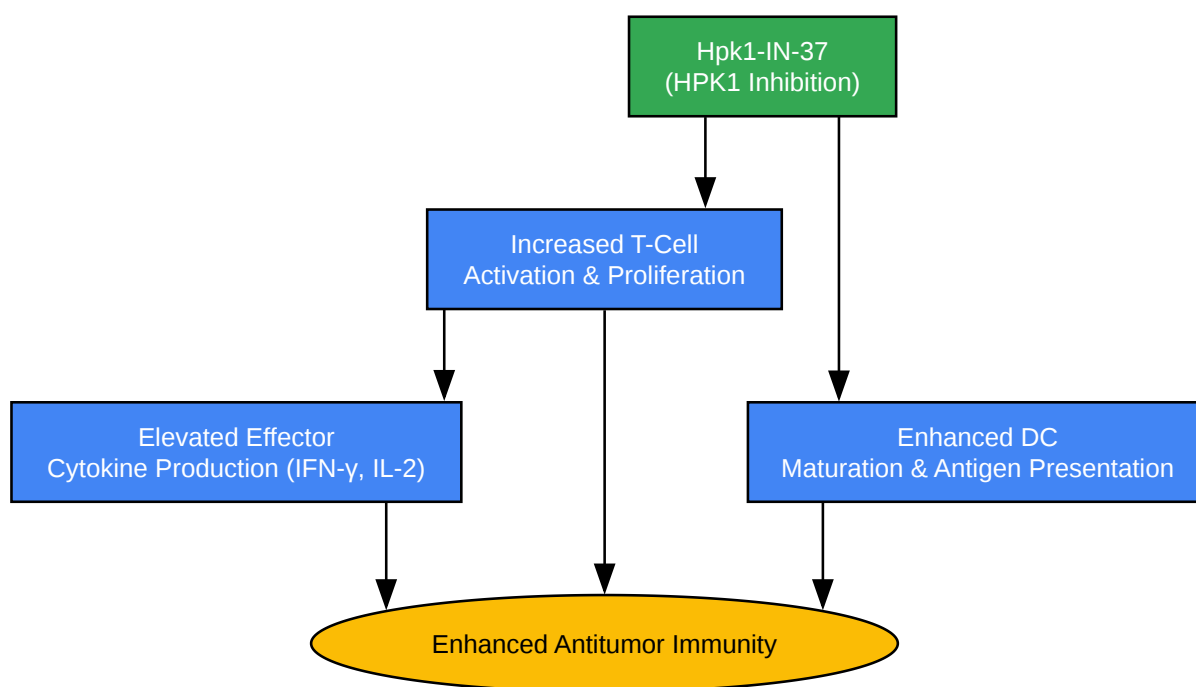 Hpk1-IN-37
(HPK1 Inhibition)
Increased T-Cell
Activation & Proliferation
Elevated Effector
Cytokine Production (IFN-γ, IL-2)
Enhanced DC
Maturation & Antigen Presentation
Enhanced Antitumor Immunity